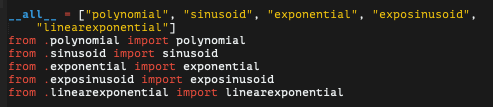 __all__ = ["polynomial", "sinusoid", "exponential", "exposinusoid",
    "linearexponential"]
from .polynomial import polynomial
from .sinusoid import sinusoid
from .exponential import exponential
from .exposinusoid import exposinusoid
from .linearexponential import linearexponential